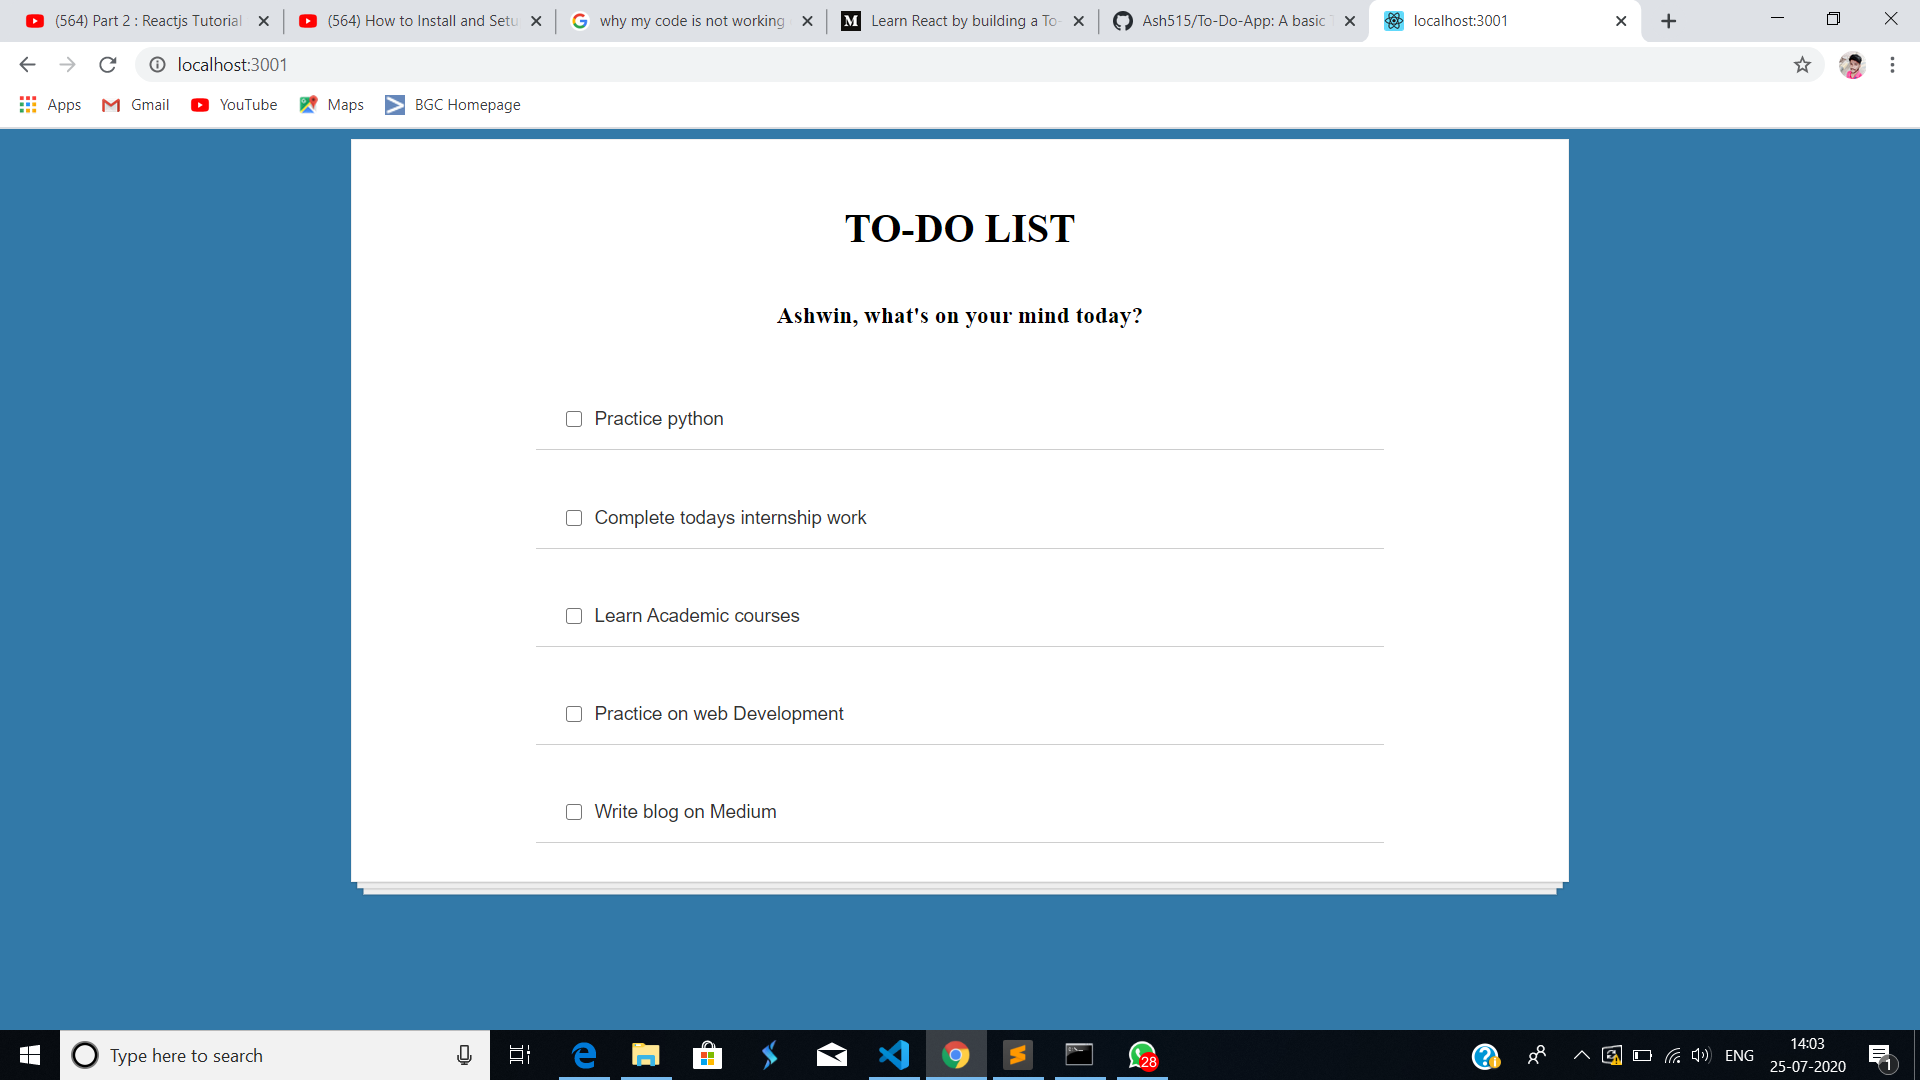 (564) Part 2 : Reactjs Tutorial
(564) How to Install and Setu
why my code is not working
Learn React by building a To-
Ash515/To-Do-App: A basic T
localhost:3001
localhost:3001
Apps
Gmail
YouTube
Maps
BGC Homepage
TO-DO LIST
Ashwin, what's on your mind today?
Practice python
Complete todays internship work
Learn Academic courses
Practice on web Development
Write blog on Medium
Type here to search
28
ENG
14:03
25-07-2020
1